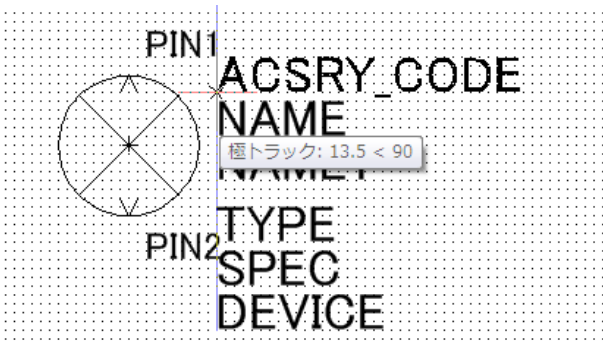 PIN1
ACSRY_CODE
NAME
極トラック: 13.5 < 90
TYPE
PIN2
SPEC
DEVICE